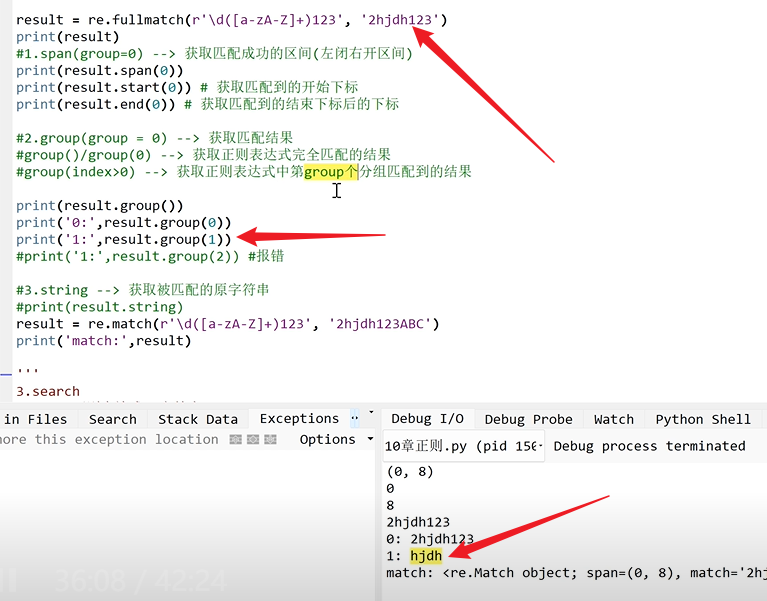 result = re.fullmatch(r'\d([a-zA-Z]+)123', '2hjdh123')
print(result)
#1.span(group=0) --> 获取匹配成功的区间(左闭右开区间)
print(result.span(0))
print(result.start(0)) # 获取匹配到的开始下标
print(result.end(0)) # 获取匹配到的结束下标后的下标
#2.group(group = 0) --> 获取匹配结果
#group()/group(0) --> 获取正则表达式完全匹配的结果
#group(index>0) --> 获取正则表达式中第group个分组匹配到的结果
print(result.group())
print('0:',result.group(0))
print('1:',result.group(1))
#print('1:',result.group(2)) #报错
#3.string --> 获取被匹配的原字符串
#print(result.string)
result = re.match(r'\d([a-zA-Z]+)123', '2hjdh123ABC')
print('match:',result)
'''
3.search
in Files Search Stack Data Exceptions
nore this exception location Options
Debug I/O Debug Probe Watch Python Shell
10章正则.py (pid 150 Debug process terminated
(0, 8)
0
8
2hjdh123
0: 2hjdh123
1: hjdh
match: <re.Match object; span=(0, 8), match='2hj
36:08 / 42:24